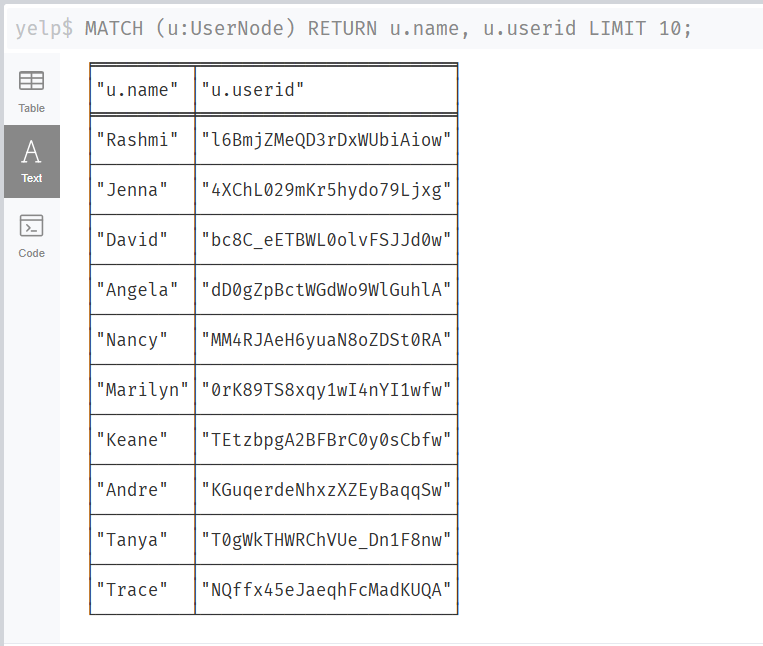 yelp$ MATCH (u:UserNode) RETURN u.name, u.userid LIMIT 10;
Table
Text
Code
"u.name" "u.userid"
"Rashmi" "l6BmjZMeQD3rDxWUbiAiow"
"Jenna" "4XChL029mKr5hydo79Ljxg"
"David" "bc8C_eETBWL0olvFSJJd0w"
"Angela" "dD0gZpBctWGdWo9WlGuhlA"
"Nancy" "MM4RJAeH6yuaN8oZDSt0RA"
"Marilyn" "0rK89TS8xqy1wI4nYI1wfw"
"Keane" "TEtzbpgA2BFBrC0y0sCbfw"
"Andre" "KGuqerdeNhxzXZEyBaqqSw"
"Tanya" "T0gWkTHWRChVUe_Dn1F8nw"
"Trace" "NQffx45eJaeqhFcMadKUQA"